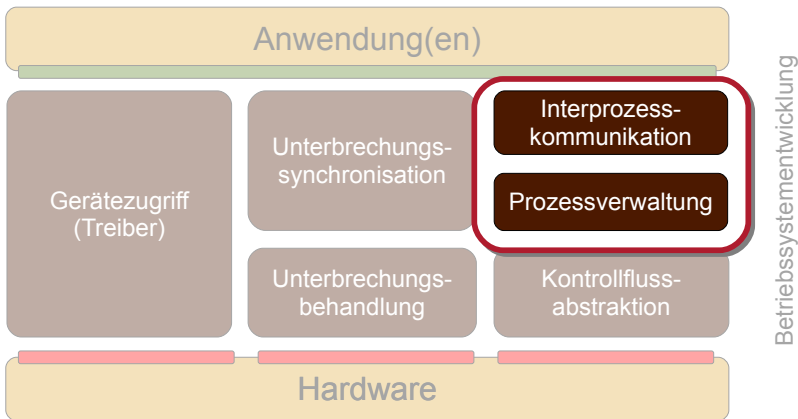 Anwendung(en)
Gerätezugriff
(Treiber)
Unterbrechungs-
synchronisation
Interprozess-
kommunikation
Prozessverwaltung
Unterbrechungs-
behandlung
Kontrollfluss-
abstraktion
Hardware
Betriebssystementwicklung